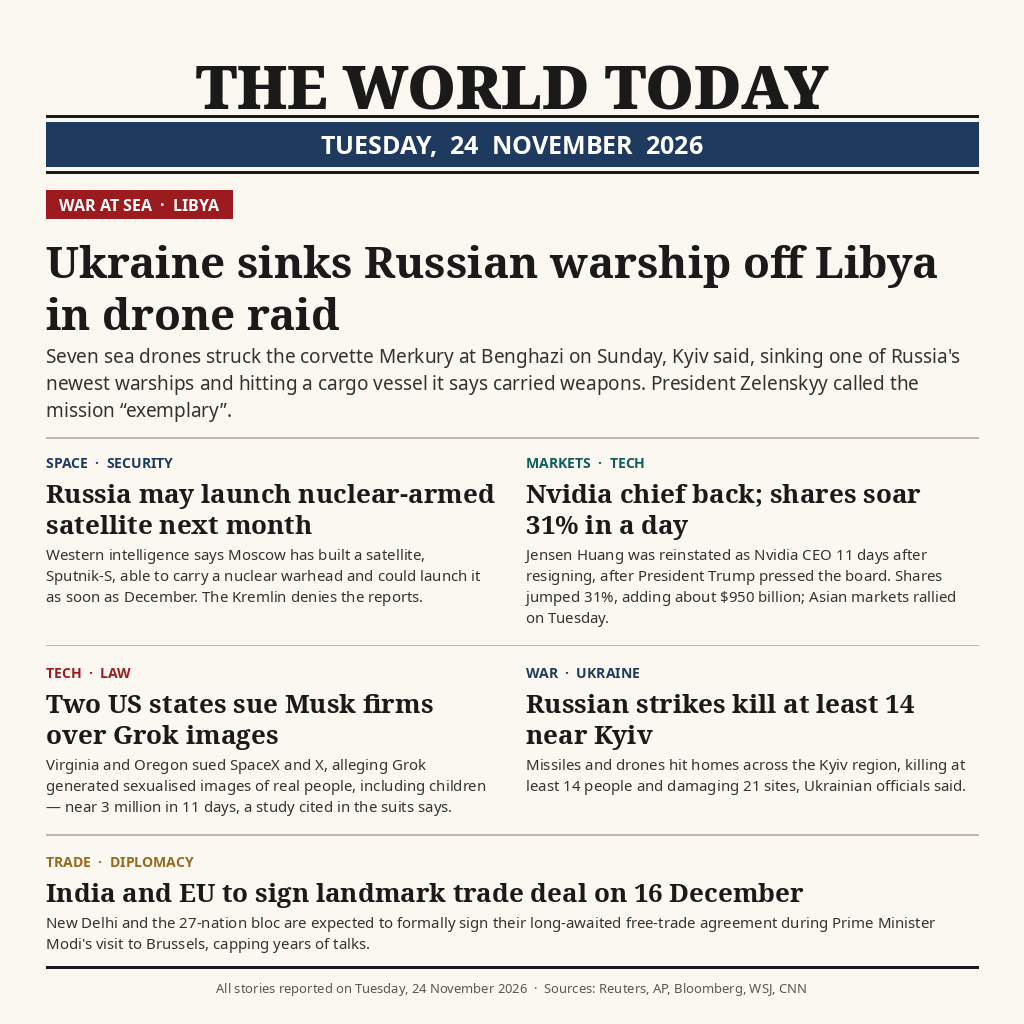 THE WORLD TODAY
TUESDAY, 24 NOVEMBER 2026
WAR AT SEA · LIBYA
Ukraine sinks Russian warship off Libya
in drone raid
Seven sea drones struck the corvette Merkury at Benghazi on Sunday, Kyiv said, sinking one of Russia's
newest warships and hitting a cargo vessel it says carried weapons. President Zelenskyy called the
mission “exemplary”.
SPACE · SECURITY
Russia may launch nuclear-armed
satellite next month
Western intelligence says Moscow has built a satellite,
Sputnik-S, able to carry a nuclear warhead and could launch it
as soon as December. The Kremlin denies the reports.
MARKETS · TECH
Nvidia chief back; shares soar
31% in a day
Jensen Huang was reinstated as Nvidia CEO 11 days after
resigning, after President Trump pressed the board. Shares
jumped 31%, adding about $950 billion; Asian markets rallied
on Tuesday.
TECH · LAW
Two US states sue Musk firms
over Grok images
Virginia and Oregon sued SpaceX and X, alleging Grok
generated sexualised images of real people, including children
— near 3 million in 11 days, a study cited in the suits says.
WAR · UKRAINE
Russian strikes kill at least 14
near Kyiv
Missiles and drones hit homes across the Kyiv region, killing at
least 14 people and damaging 21 sites, Ukrainian officials said.
TRADE · DIPLOMACY
India and EU to sign landmark trade deal on 16 December
New Delhi and the 27-nation bloc are expected to formally sign their long-awaited free-trade agreement during Prime Minister
Modi's visit to Brussels, capping years of talks.
All stories reported on Tuesday, 24 November 2026 · Sources: Reuters, AP, Bloomberg, WSJ, CNN